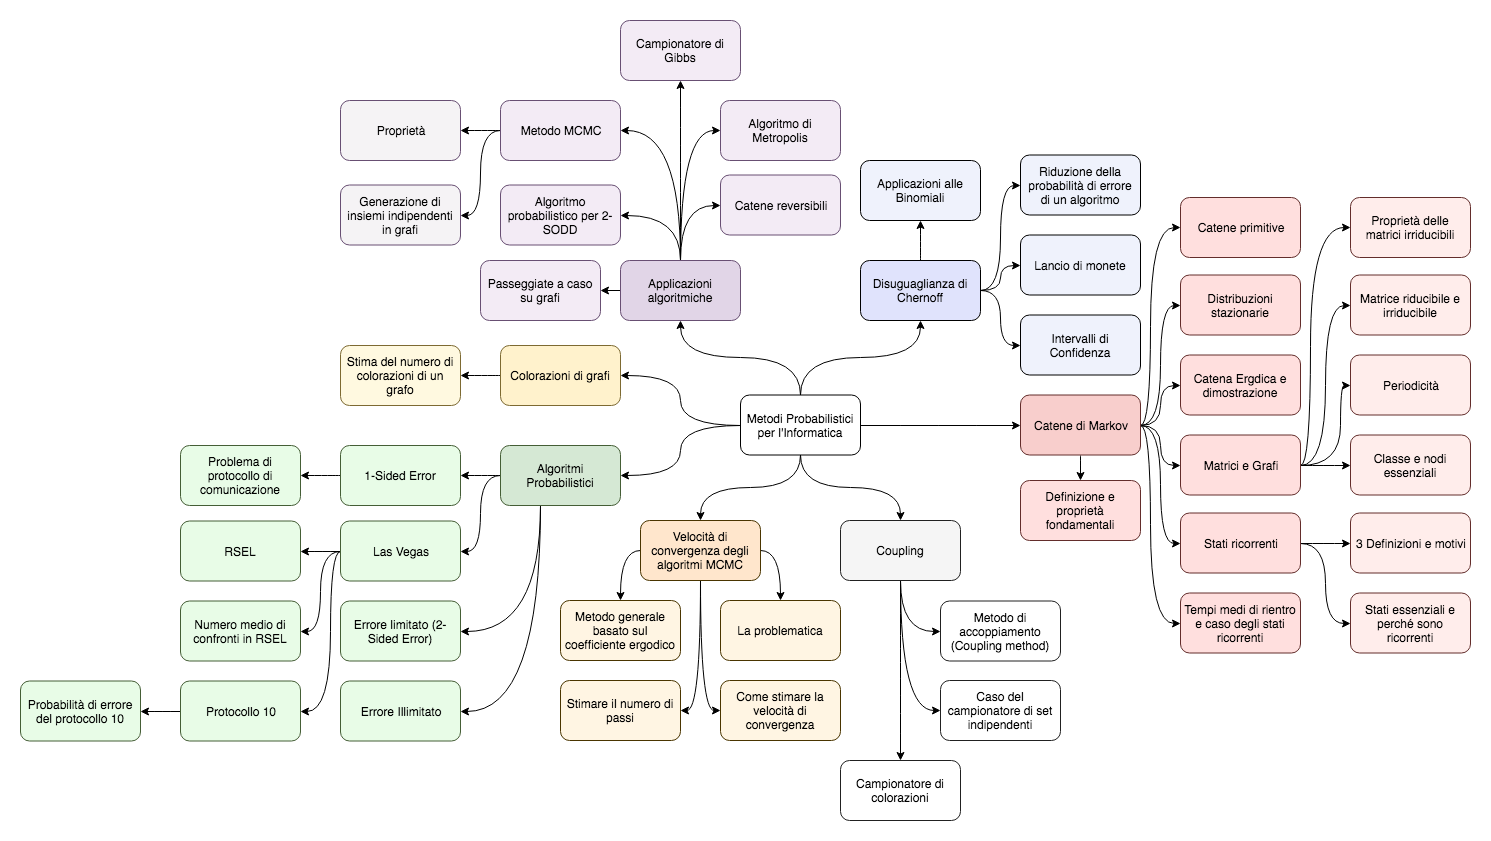 Campionatore di
Gibbs
Proprietà
Metodo MCMC
Algoritmo di
Metropolis
Generazione di
insiemi indipendenti
in grafi
Algoritmo
probabilistico per 2-
SODD
Catene reversibili
Passeggiate a caso
su grafi
Applicazioni
algoritmiche
Applicazioni alle
Binomiali
Disuguaglianza di
Chernoff
Riduzione della
probabilità di errore
di un algoritmo
Lancio di monete
Intervalli di
Confidenza
Stima del numero di
colorazioni di un
grafo
Colorazioni di grafi
Metodi Probabilistici
per l'Informatica
Catene di Markov
Definizione e
proprietà
fondamentali
Catene primitive
Distribuzioni
stazionarie
Catena Ergdica e
dimostrazione
Matrici e Grafi
Stati ricorrenti
Tempi medi di rientro
e caso degli stati
ricorrenti
Proprietà delle
matrici irriducibili
Matrice riducibile e
irriducibile
Periodicità
Classe e nodi
essenziali
3 Definizioni e motivi
Stati essenziali e
perché sono
ricorrenti
Problema di
protocollo di
comunicazione
1-Sided Error
Algoritmi
Probabilistici
RSEL
Las Vegas
Numero medio di
confronti in RSEL
Errore limitato (2-
Sided Error)
Probabilità di errore
del protocollo 10
Protocollo 10
Errore Illimitato
Velocità di
convergenza degli
algoritmi MCMC
Metodo generale
basato sul
coefficiente ergodico
La problematica
Stimare il numero di
passi
Come stimare la
velocità di
convergenza
Coupling
Metodo di
accoppiamento
(Coupling method)
Caso del
campionatore di set
indipendenti
Campionatore di
colorazioni